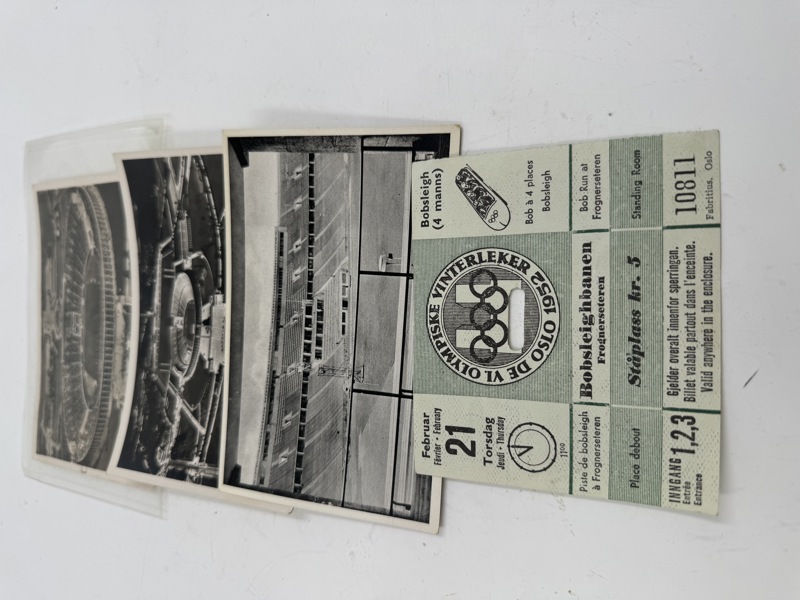 Februar
Février - February
21
Torsdag
Jeudi - Thursday
11⁰⁰
DE VI. OLYMPISKE VINTERLEKER
OSLO 1952
Bobsleigh
(4 manns)
Bob à 4 places
Bobsleigh
Piste de bobsleigh
à Frognerseteren
Bobsleighbanen
Frognerseteren
Bob Run at
Frognerseteren
Place debout
Ståplass kr. 5
Standing Room
INNGANG 1,2,3
Entrée
Entrance
Gjelder overalt innenfor sperringen.
Billet valable partout dans l'enceinte.
Valid anywhere in the enclosure.
10811
Fabritius, Oslo